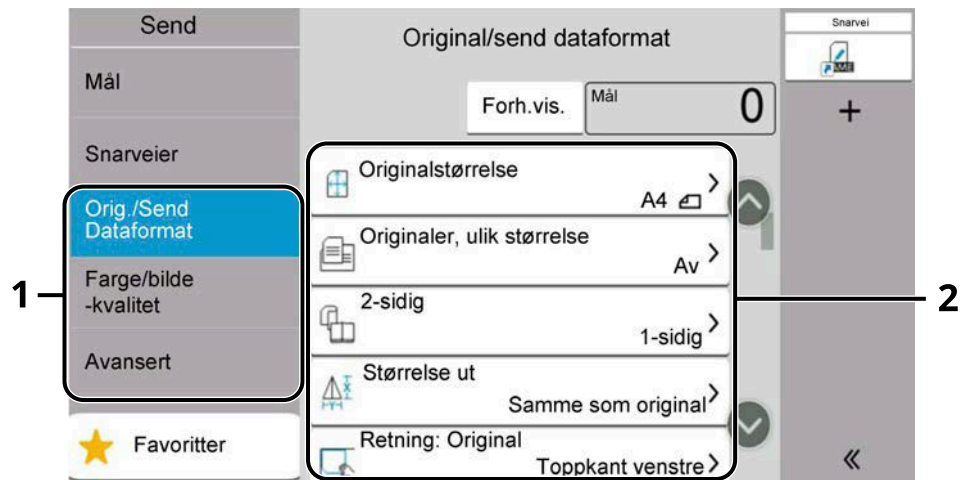 Send
Mål
Snarveier
Orig./Send
Dataformat
Farge/bilde
-kvalitet
Avansert
Favoritter
1
Original/send dataformat
Forh.vis.
Mål
0
Originalstørrelse
A4
Originaler, ulik størrelse
Av
2-sidig
1-sidig
Størrelse ut
Samme som original
Retning: Original
Toppkant venstre
2
Snarvei
+